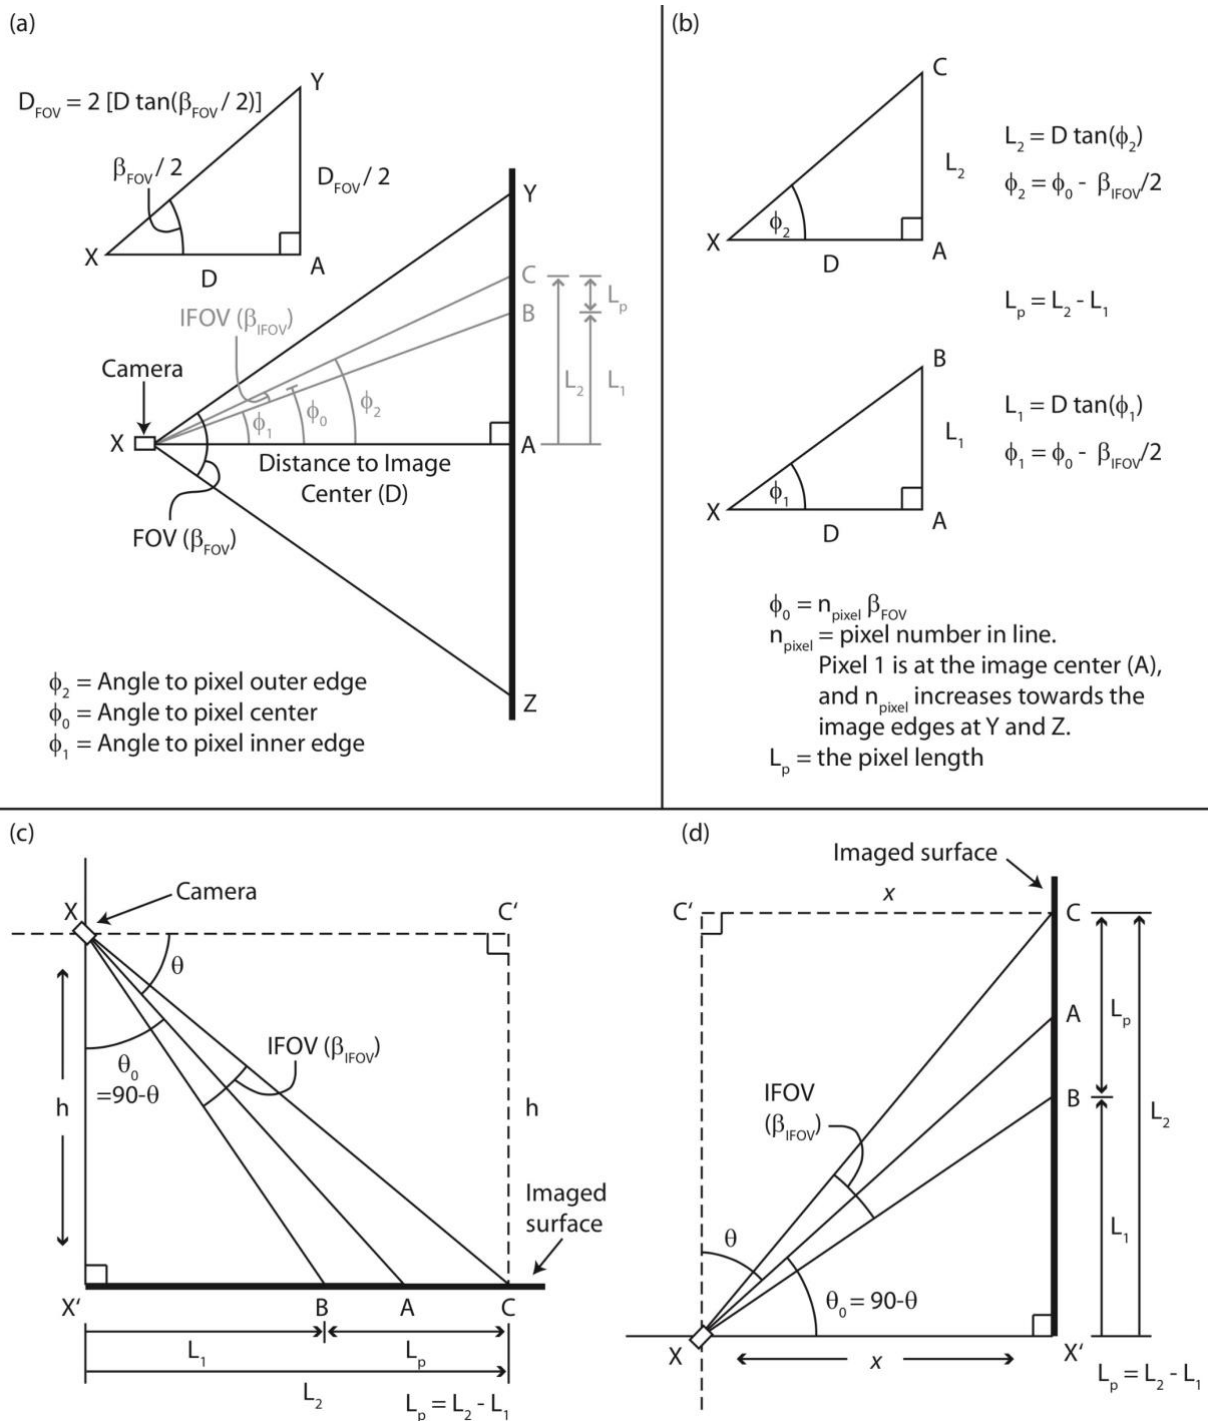 (a)
D_FOV = 2 [D tan(β_FOV / 2)]
Y
β_FOV / 2
D_FOV / 2
X
D
A
Y
C
B
L_p
IFOV (β_IFOV)
L_2
L_1
Camera
ϕ_1
ϕ_0
ϕ_2
X
A
Distance to Image
Center (D)
FOV (β_FOV)
Z
ϕ_2 = Angle to pixel outer edge
ϕ_0 = Angle to pixel center
ϕ_1 = Angle to pixel inner edge
(b)
C
L_2 = D tan(ϕ_2)
L_2
ϕ_2 = ϕ_0 - β_IFOV/2
ϕ_2
X
D
A
L_p = L_2 - L_1
B
L_1 = D tan(ϕ_1)
L_1
ϕ_1 = ϕ_0 - β_IFOV/2
ϕ_1
X
D
A
ϕ_0 = n_pixel β_FOV
n_pixel = pixel number in line.
Pixel 1 is at the image center (A),
and n_pixel increases towards the
image edges at Y and Z.
L_p = the pixel length
(c)
Camera
X
C'
θ
IFOV (β_IFOV)
θ_0
=90-θ
h
h
Imaged
surface
X'
B
A
C
L_1
L_p
L_2
L_p = L_2 - L_1
(d)
Imaged surface
x
C'
C
A
L_p
IFOV
(β_IFOV)
B
L_2
L_1
θ
θ_0 = 90-θ
X
x
X'
L_p = L_2 - L_1